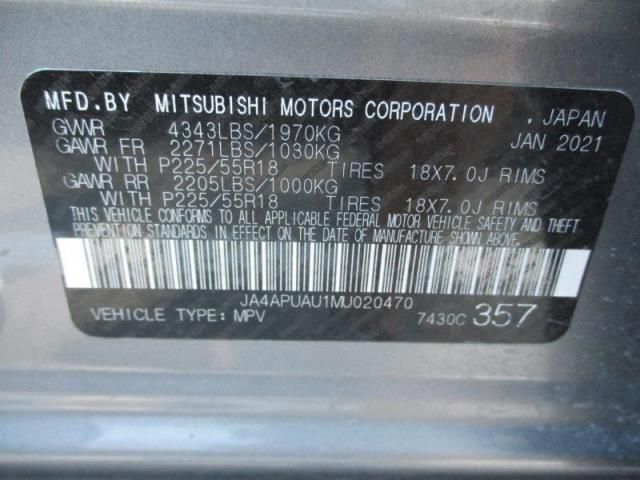 MFD.BY MITSUBISHI MOTORS CORPORATION . JAPAN
GWWR 4343LBS/1970KG JAN 2021
GAWR FR 2271LBS/1030KG
WITH P225/55R18 TIRES 18X7.0J RIMS
GAWR RR 2205LBS/1000KG
WITH P225/55R18 TIRES 18X7.0J RIMS
THIS VEHICLE CONFORMS TO ALL APPLICABLE FEDERAL MOTOR VEHICLE SAFETY AND THEFT
PREVENTION STANDARDS IN EFFECT ON THE DATE OF MANUFACTURE SHOWN ABOVE.
JA4APUAU1MU020470
VEHICLE TYPE: MPV 7430C 357